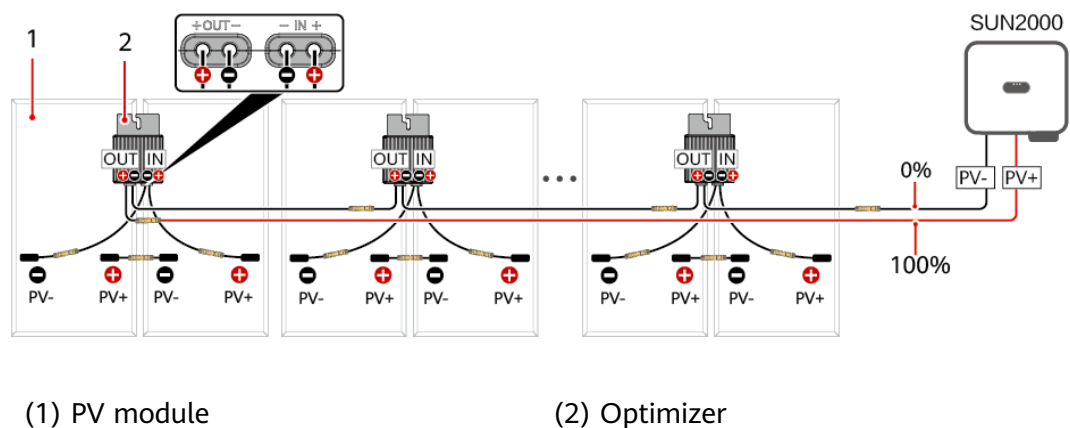 SUN2000
1
2
+OUT− − IN +
+ − − +
OUT IN
+ − − +
OUT IN
+ − − +
OUT IN
+ − − +
...
0%
PV- PV+
100%
− + − +
PV- PV+ PV- PV+
− + − +
PV- PV+ PV- PV+
− + − +
PV- PV+ PV- PV+
(1) PV module
(2) Optimizer